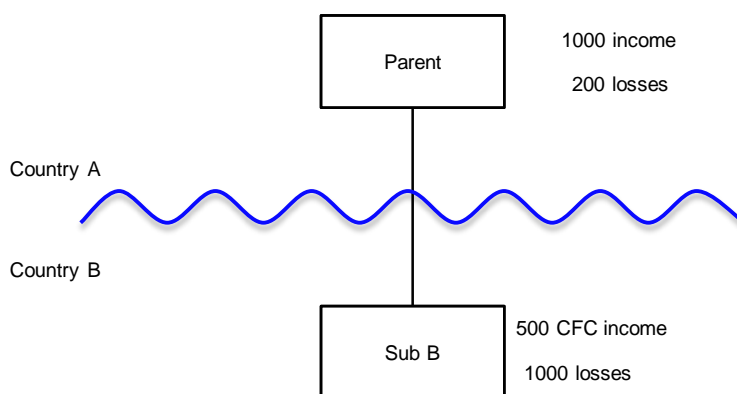 1000 income
Parent
200 losses
Country A
Country B
500 CFC income
Sub B
1000 losses